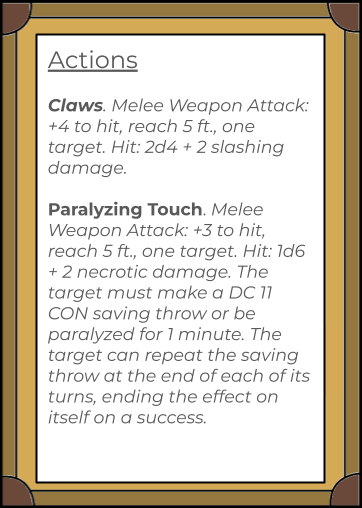 Actions
Claws. Melee Weapon Attack:
+4 to hit, reach 5 ft., one
target. Hit: 2d4 + 2 slashing
damage.
Paralyzing Touch. Melee
Weapon Attack: +3 to hit,
reach 5 ft., one target. Hit: 1d6
+ 2 necrotic damage. The
target must make a DC 11
CON saving throw or be
paralyzed for 1 minute. The
target can repeat the saving
throw at the end of each of its
turns, ending the effect on
itself on a success.